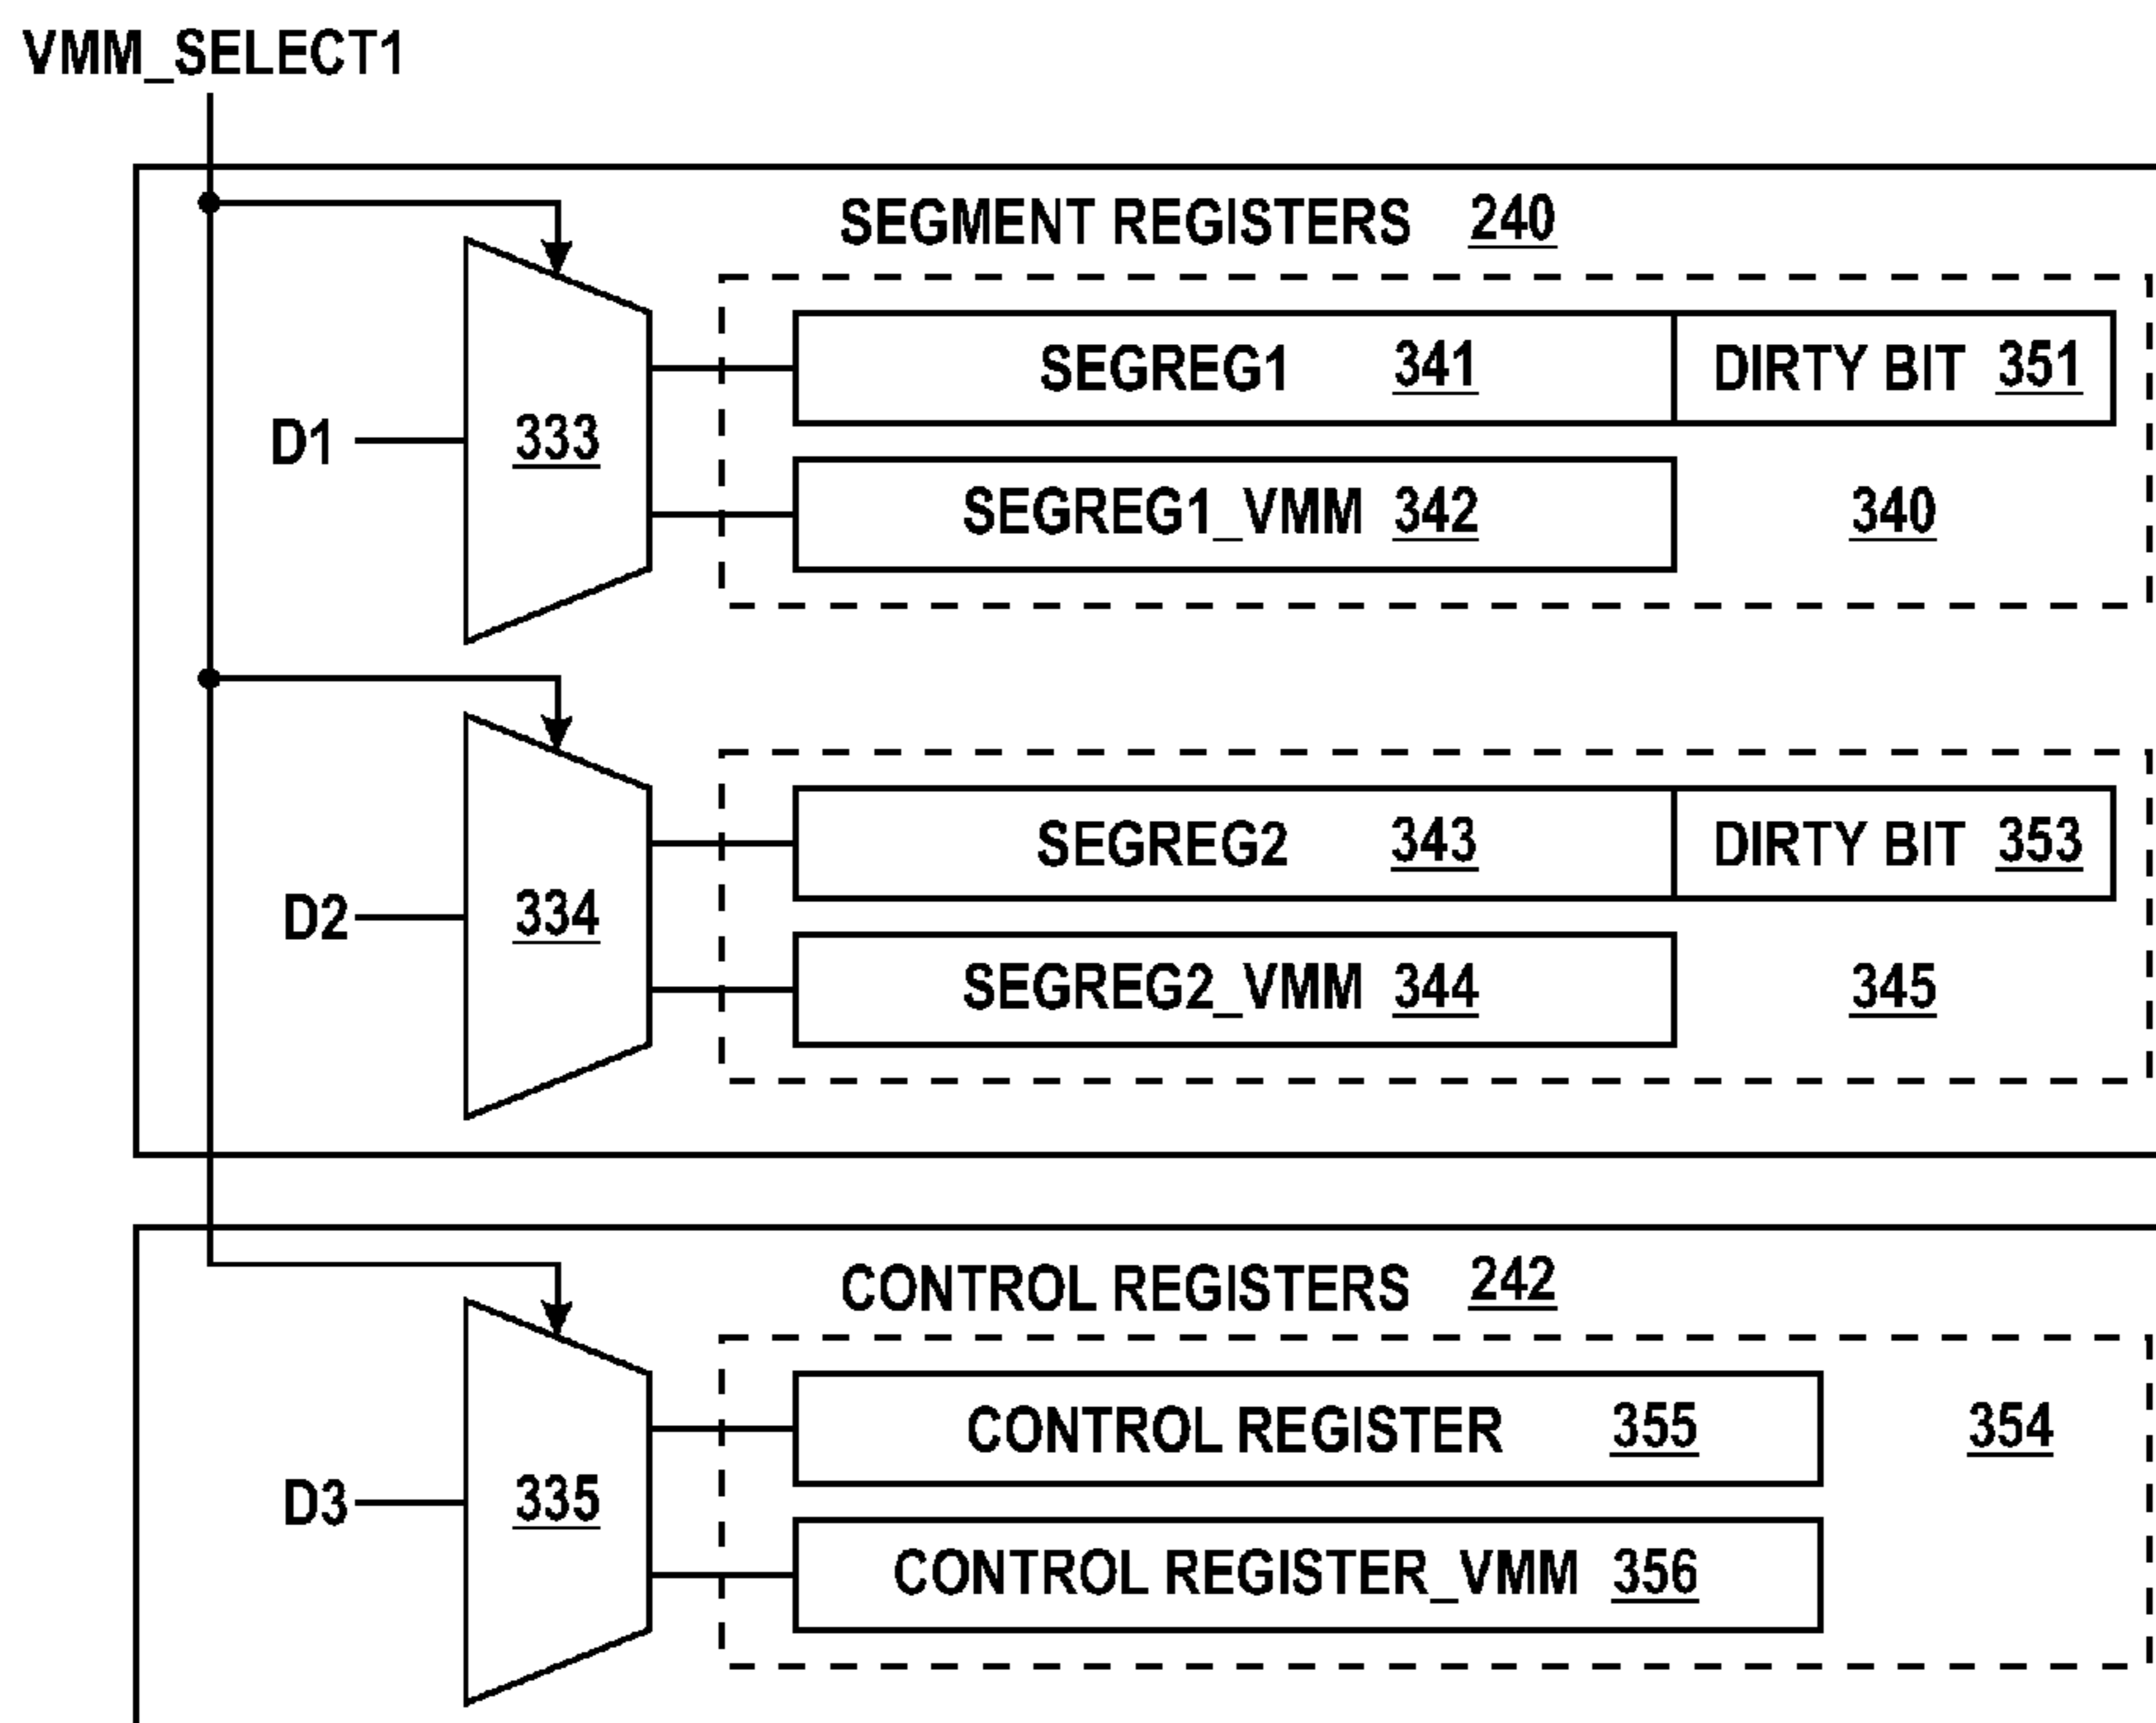 VMM_SELECT1
SEGMENT REGISTERS 240
SEGREG1 341 DIRTY BIT 351
D1 333
SEGREG1_VMM 342 340
SEGREG2 343 DIRTY BIT 353
D2 334
SEGREG2_VMM 344 345
CONTROL REGISTERS 242
CONTROL REGISTER 355 354
D3 335
CONTROL REGISTER_VMM 356